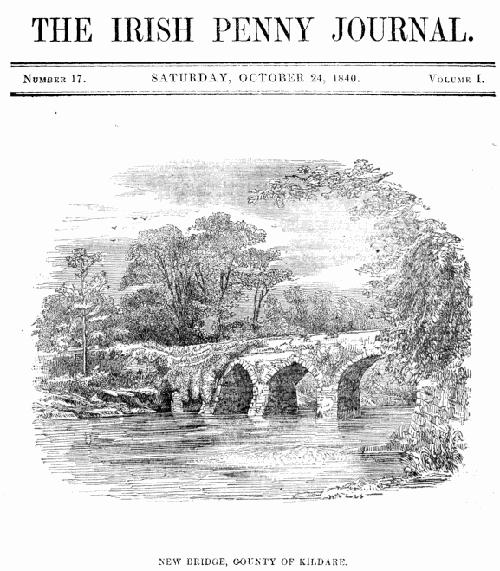 THE IRISH PENNY JOURNAL.
NUMBER 17. SATURDAY, OCTOBER 24, 1840. VOLUME I.
NEW BRIDGE, COUNTY OF KILDARE.